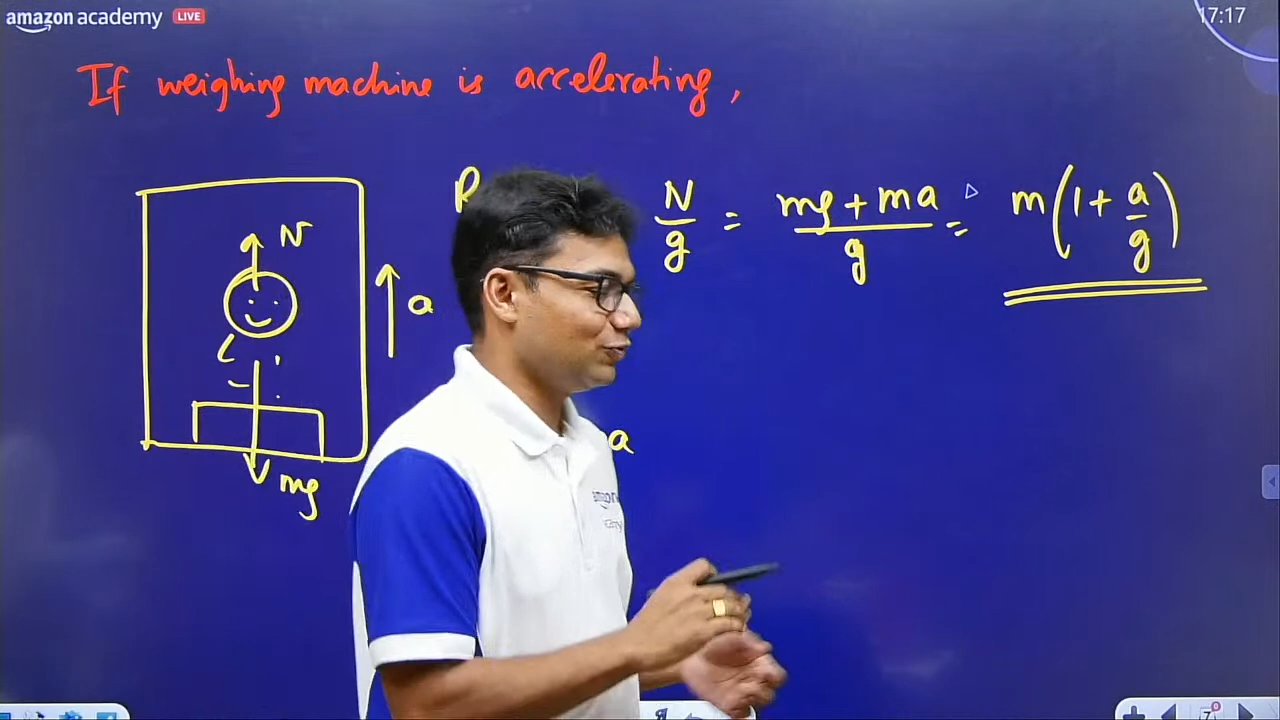 amazon academy LIVE
17:17
If weighing machine is accelerating,
N/g = (mg + ma)/g = m(1 + a/g)
N
a
a
mg